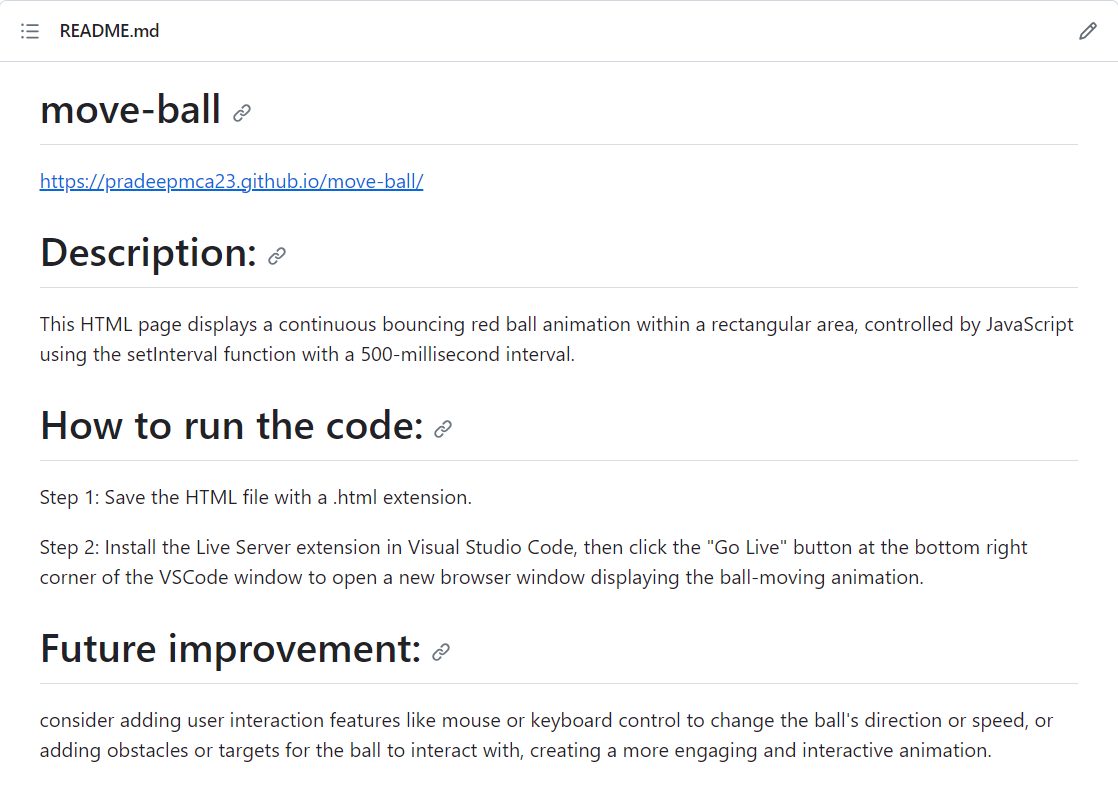 README.md
move-ball
https://pradeepmca23.github.io/move-ball/
Description:
This HTML page displays a continuous bouncing red ball animation within a rectangular area, controlled by JavaScript
using the setInterval function with a 500-millisecond interval.
How to run the code:
Step 1: Save the HTML file with a .html extension.
Step 2: Install the Live Server extension in Visual Studio Code, then click the "Go Live" button at the bottom right
corner of the VSCode window to open a new browser window displaying the ball-moving animation.
Future improvement:
consider adding user interaction features like mouse or keyboard control to change the ball's direction or speed, or
adding obstacles or targets for the ball to interact with, creating a more engaging and interactive animation.